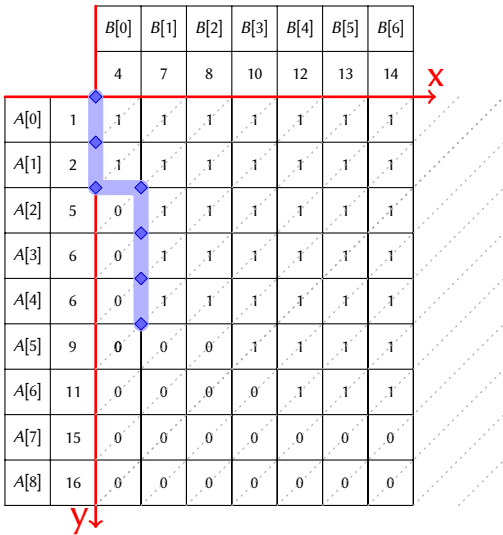 B[0] B[1] B[2] B[3] B[4] B[5] B[6]
4 7 8 10 12 13 14
x
A[0] 1 1 1 1 1 1 1 1
A[1] 2 1 1 1 1 1 1 1
A[2] 5 0 1 1 1 1 1 1
A[3] 6 0 1 1 1 1 1 1
A[4] 6 0 1 1 1 1 1 1
A[5] 9 0 0 0 1 1 1 1
A[6] 11 0 0 0 0 1 1 1
A[7] 15 0 0 0 0 0 0 0
A[8] 16 0 0 0 0 0 0 0
y